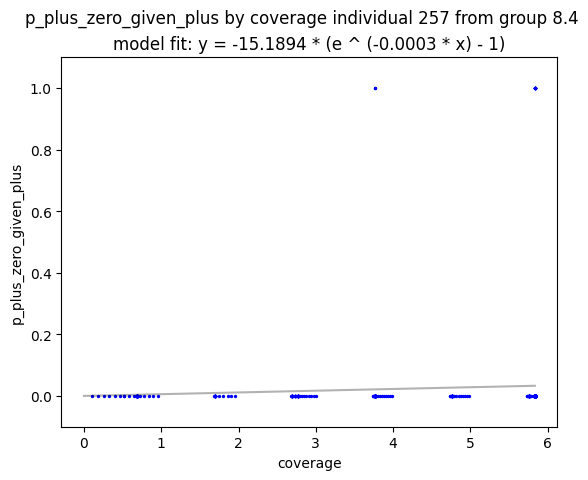 p_plus_zero_given_plus by coverage individual 257 from group 8.4
model fit: y = -15.1894 * (e ^ (-0.0003 * x) - 1)
1.0
0.8
0.6
0.4
0.2
0.0
p_plus_zero_given_plus
0 1 2 3 4 5 6
coverage